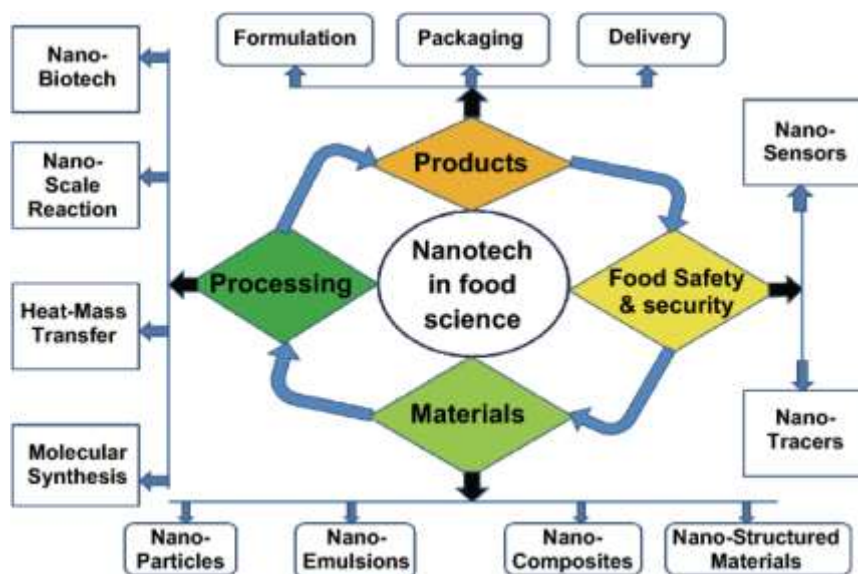 Formulation
Packaging
Delivery
Nano-
Biotech
Nano-
Scale
Reaction
Heat-Mass
Transfer
Molecular
Synthesis
Products
Processing
Nanotech
in food
science
Food Safety
& security
Materials
Nano-
Sensors
Nano-
Tracers
Nano-
Particles
Nano-
Emulsions
Nano-
Composites
Nano-Structured
Materials